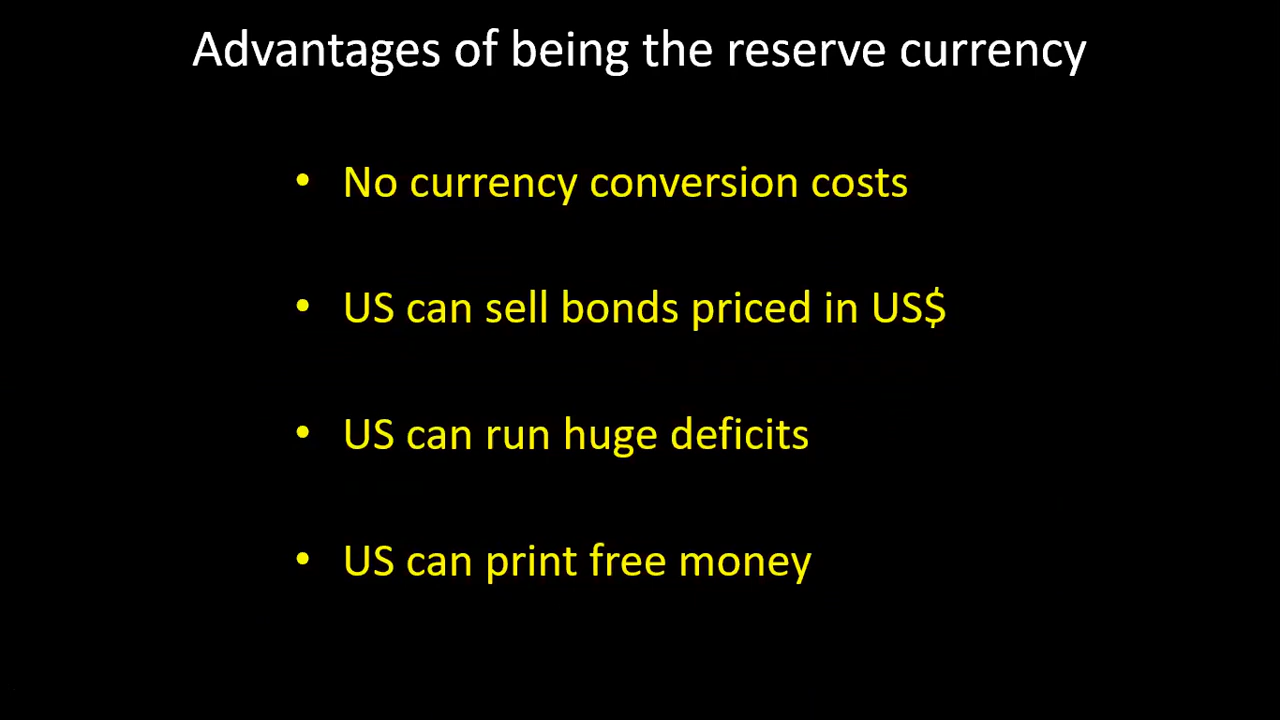 Advantages of being the reserve currency
• No currency conversion costs
• US can sell bonds priced in US$
• US can run huge deficits
• US can print free money